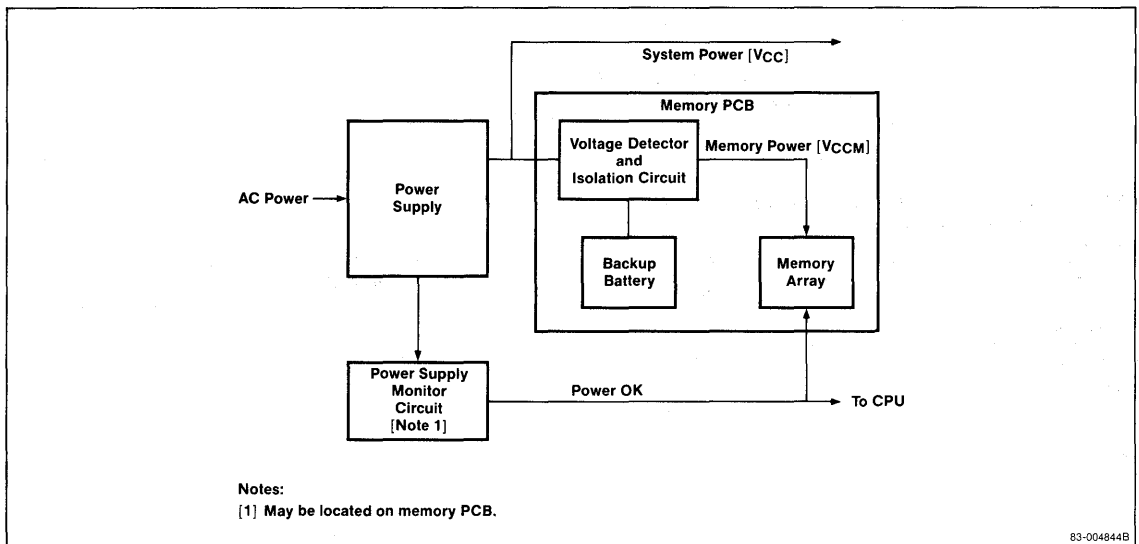 System Power [VCC]
Memory PCB
Voltage Detector
and
Isolation Circuit
Memory Power [VCCM]
AC Power
Power
Supply
Backup
Battery
Memory
Array
Power Supply
Monitor
Circuit
[Note 1]
Power OK
To CPU
Notes:
[1] May be located on memory PCB.
83-004844B